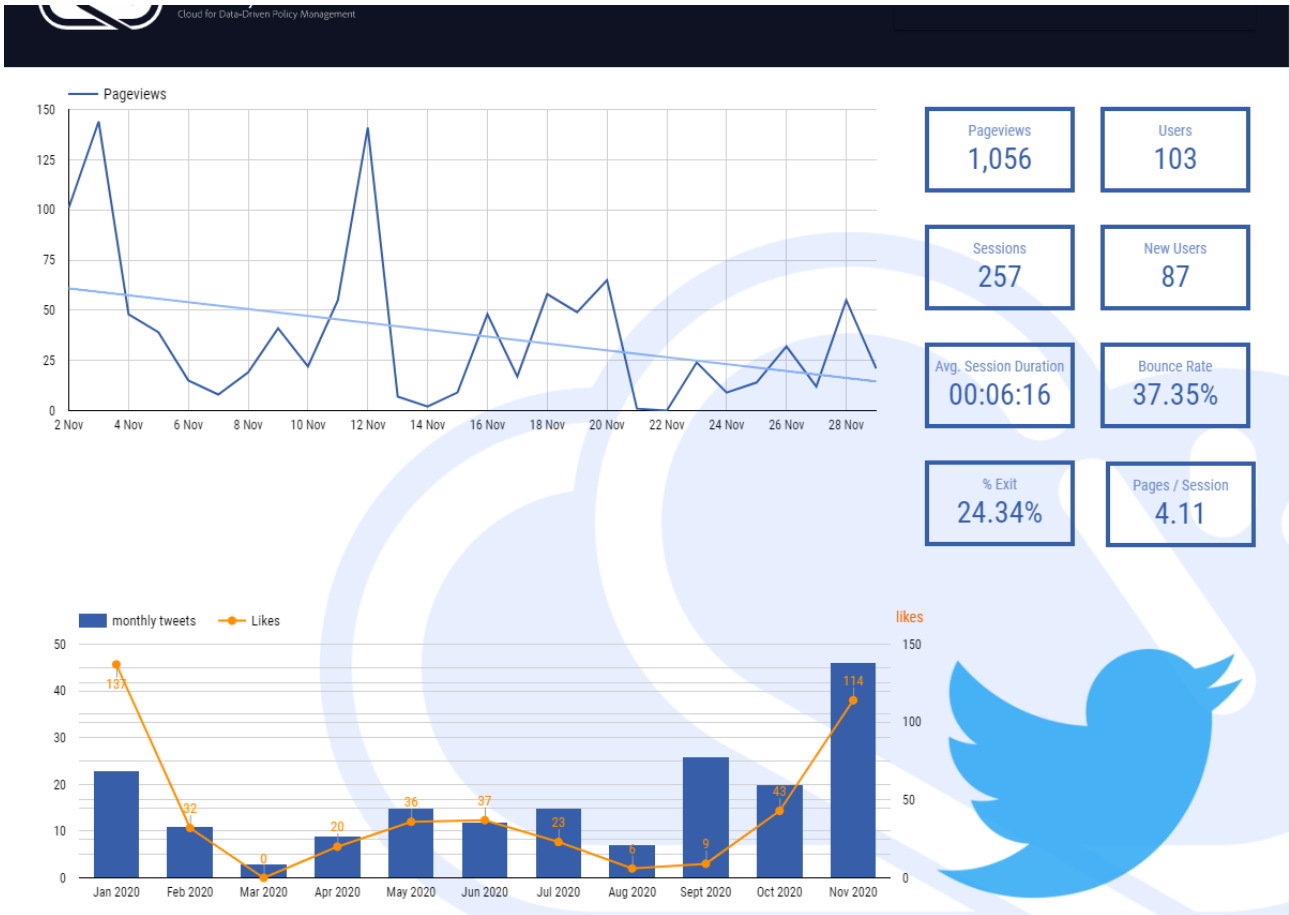 Cloud for Data-Driven Policy Management
Pageviews
150
125
100
75
50
25
0
2 Nov 4 Nov 6 Nov 8 Nov 10 Nov 12 Nov 14 Nov 16 Nov 18 Nov 20 Nov 22 Nov 24 Nov 26 Nov 28 Nov
Pageviews
1,056
Users
103
Sessions
257
New Users
87
Avg. Session Duration
00:06:16
Bounce Rate
37.35%
% Exit
24.34%
Pages / Session
4.11
monthly tweets Likes
likes
50
40
30
20
10
0
137
32
0
20
36
37
23
6
9
43
114
150
100
50
0
Jan 2020 Feb 2020 Mar 2020 Apr 2020 May 2020 Jun 2020 Jul 2020 Aug 2020 Sept 2020 Oct 2020 Nov 2020